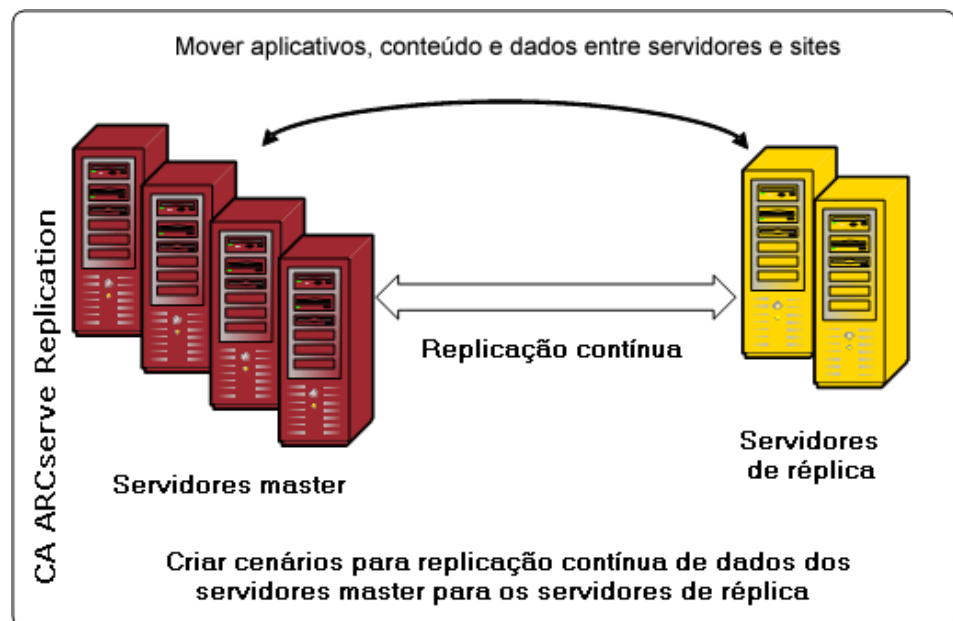 Mover aplicativos, conteúdo e dados entre servidores e sites
CA ARCserve Replication
Replicação contínua
Servidores master
Servidores
de réplica
Criar cenários para replicação contínua de dados dos
servidores master para os servidores de réplica